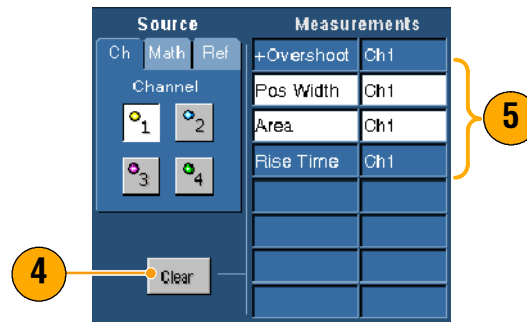 Source
Measurements
Ch Math Ref
Channel
1 2
3 4
+Overshoot Ch1
Pos Width Ch1
Area Ch1
Rise Time Ch1
5
4
Clear